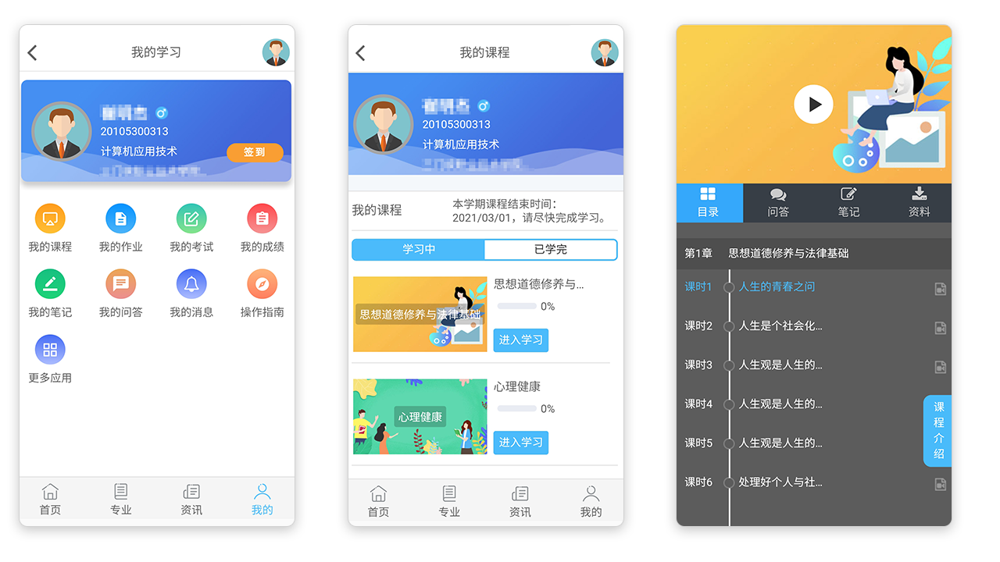 我的学习
20105300313
计算机应用技术
签到
我的课程
我的作业
我的考试
我的成绩
我的笔记
我的问答
我的消息
操作指南
更多应用
首页
专业
资讯
我的
我的课程
20105300313
计算机应用技术
我的课程
本学期课程结束时间：
2021/03/01，请尽快完成学习。
学习中
已学完
思想道德修养与法律基础
思想道德修养与...
0%
进入学习
心理健康
心理健康
0%
进入学习
首页
专业
资讯
我的
目录
问答
笔记
资料
第1章 思想道德修养与法律基础
课时1 人生的青春之问
课时2 人生是个社会化...
课时3 人生观是人生的...
课时4 人生观是人生的...
课时5 人生观是人生的...
课时6 处理好个人与社...
课程介绍